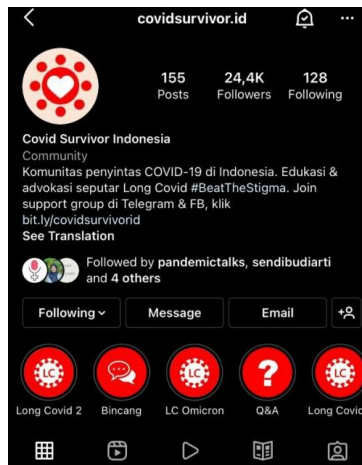 covidsurvivor.id
155 24,4K 128
Posts Followers Following
Covid Survivor Indonesia
Community
Komunitas penyintas COVID-19 di Indonesia. Edukasi &
advokasi seputar Long Covid #BeatTheStigma. Join
support group di Telegram & FB, klik
bit.ly/covidsurvivorid
See Translation
Followed by pandemictalks, sendibudiarti
and 4 others
Following Message Email
LC LC ? LC
Long Covid 2 Bincang LC Omicron Q&A Long Covid